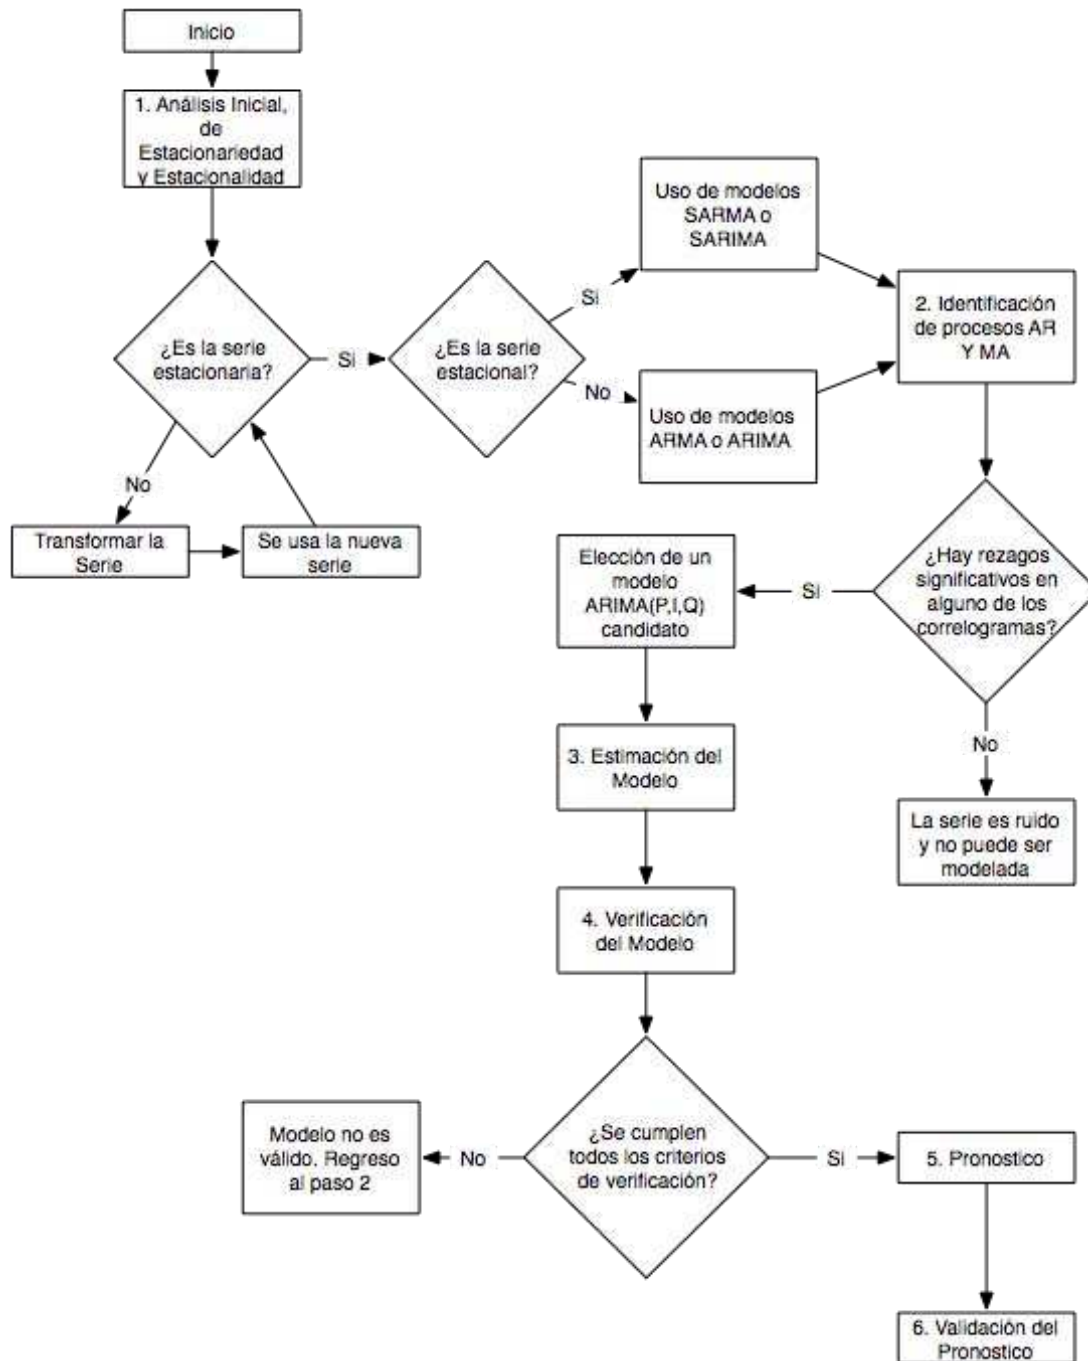 Inicio
1. Análisis Inicial,
de
Estacionariedad
y Estacionalidad
¿Es la serie
estacionaria?
Si
¿Es la serie
estacional?
Si
No
Uso de modelos
SARMA o
SARIMA
Uso de modelos
ARMA o ARIMA
2. Identificación
de procesos AR
Y MA
No
Transformar la
Serie
Se usa la nueva
serie
¿Hay rezagos
significativos en
alguno de los
correlogramas?
Si
Elección de un
modelo
ARIMA(P,I,Q)
candidato
No
La serie es ruido
y no puede ser
modelada
3. Estimación del
Modelo
4. Verificación
del Modelo
¿Se cumplen
todos los criterios
de verificación?
No
Modelo no es
válido. Regreso
al paso 2
Si
5. Pronostico
6. Validación del
Pronostico